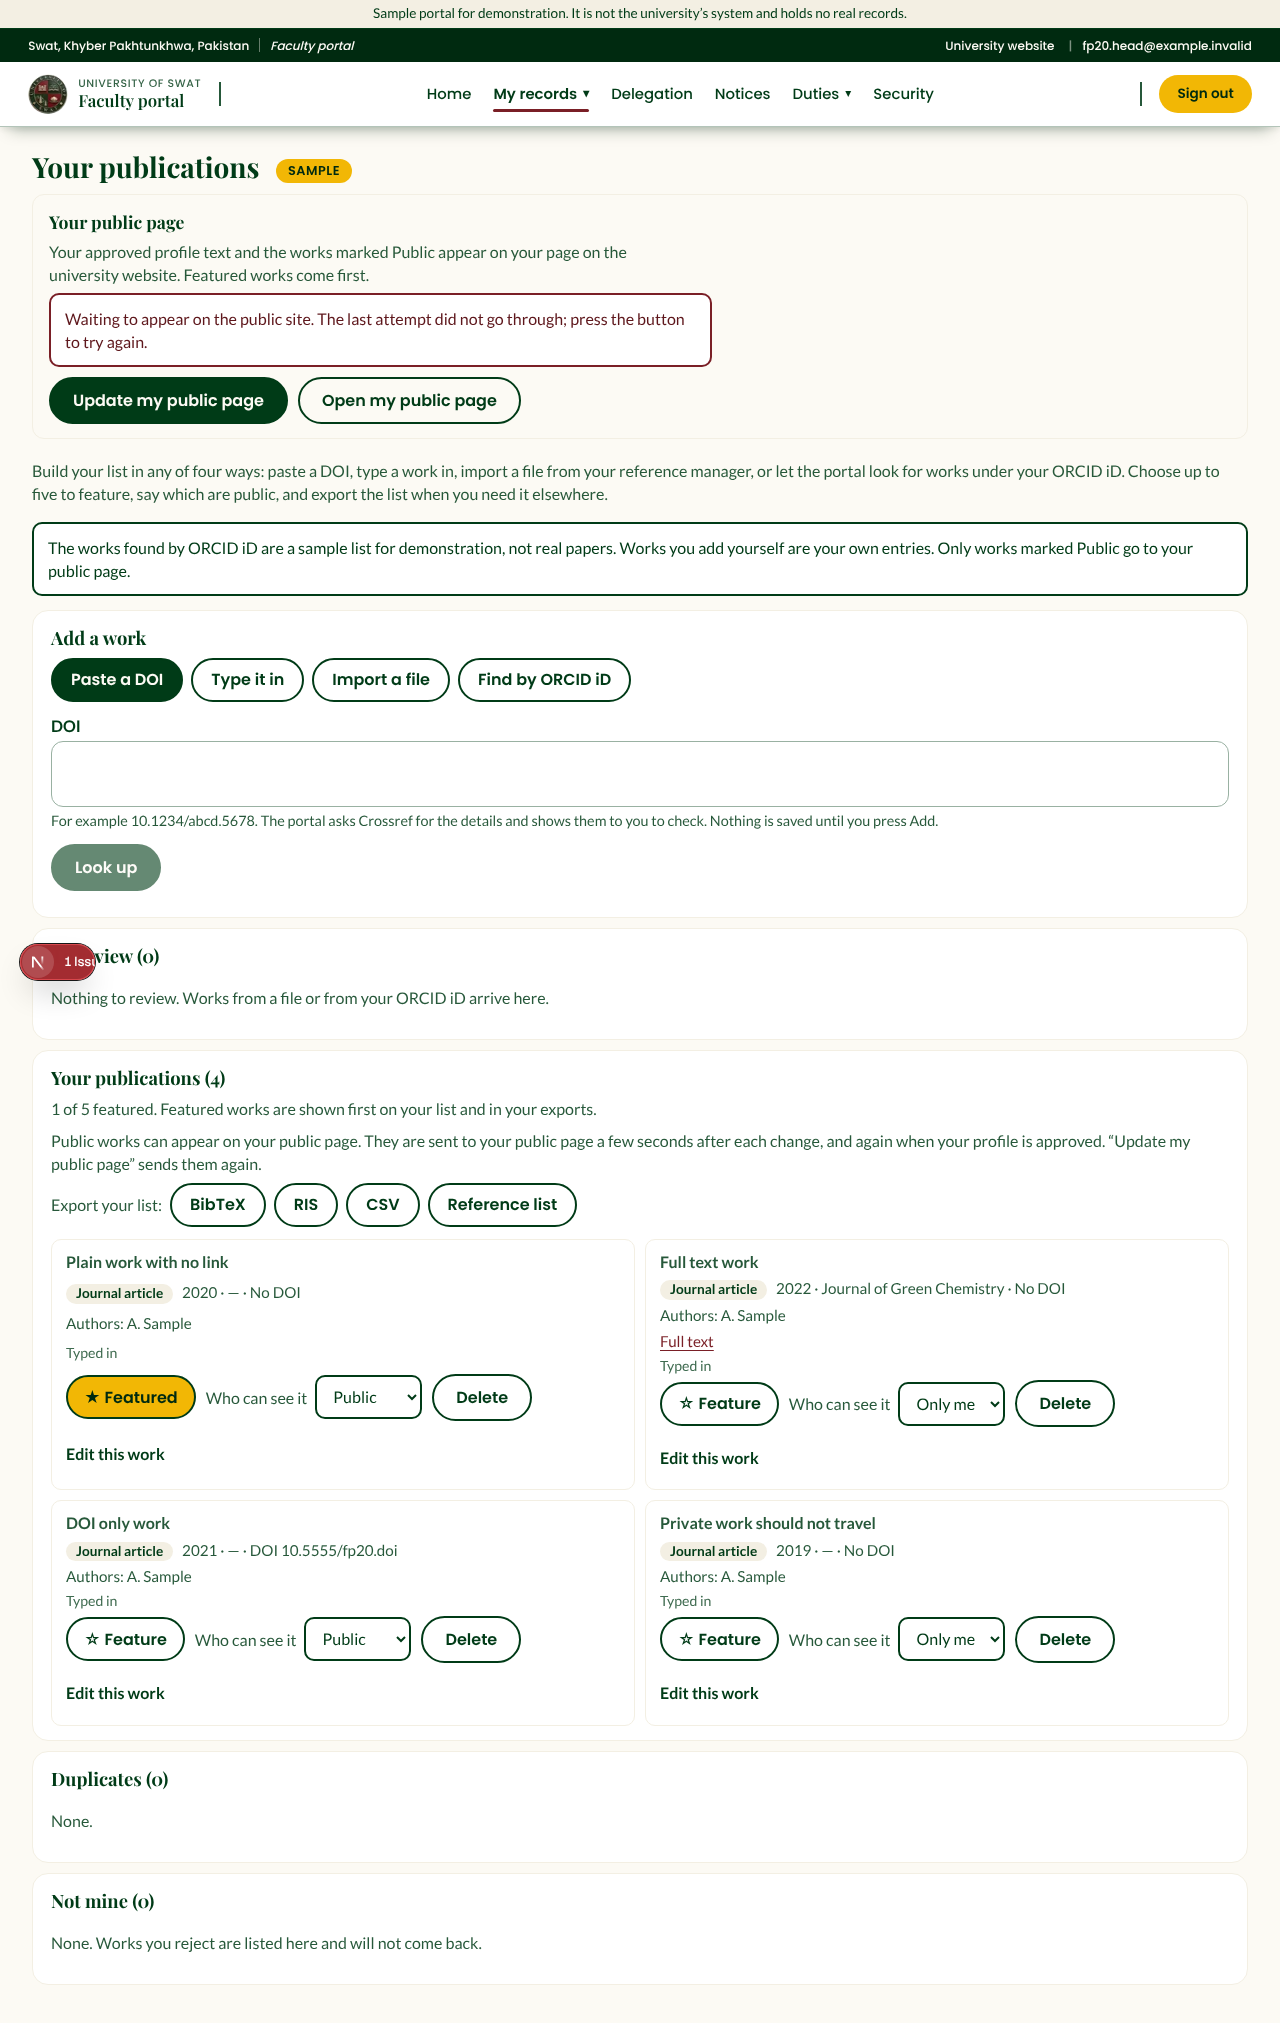 Sample portal for demonstration. It is not the university's system and holds no real records.
Swat, Khyber Pakhtunkhwa, Pakistan | Faculty portal
University website | fp20.head@example.invalid
UNIVERSITY OF SWAT
Faculty portal
Home My records ▾ Delegation Notices Duties ▾ Security
Sign out
Your publications SAMPLE
Your public page
Your approved profile text and the works marked Public appear on your page on the
university website. Featured works come first.
Waiting to appear on the public site. The last attempt did not go through; press the button
to try again.
Update my public page Open my public page
Build your list in any of four ways: paste a DOI, type a work in, import a file from your reference manager, or let the portal look for works under your ORCID iD. Choose up to
five to feature, say which are public, and export the list when you need it elsewhere.
The works found by ORCID iD are a sample list for demonstration, not real papers. Works you add yourself are your own entries. Only works marked Public go to your
public page.
Add a work
Paste a DOI Type it in Import a file Find by ORCID iD
DOI
For example 10.1234/abcd.5678. The portal asks Crossref for the details and shows them to you to check. Nothing is saved until you press Add.
Look up
view (0)
N 1
Nothing to review. Works from a file or from your ORCID iD arrive here.
Your publications (4)
1 of 5 featured. Featured works are shown first on your list and in your exports.
Public works can appear on your public page. They are sent to your public page a few seconds after each change, and again when your profile is approved. “Update my
public page” sends them again.
Export your list: BibTeX RIS CSV Reference list
Plain work with no link
Journal article 2020 · — · No DOI
Authors: A. Sample
Typed in
★ Featured Who can see it Public Delete
Edit this work
Full text work
Journal article 2022 · Journal of Green Chemistry · No DOI
Authors: A. Sample
Full text
Typed in
☆ Feature Who can see it Only me Delete
Edit this work
DOI only work
Journal article 2021 · — · DOI 10.5555/fp20.doi
Authors: A. Sample
Typed in
☆ Feature Who can see it Public Delete
Edit this work
Private work should not travel
Journal article 2019 · — · No DOI
Authors: A. Sample
Typed in
☆ Feature Who can see it Only me Delete
Edit this work
Duplicates (0)
None.
Not mine (0)
None. Works you reject are listed here and will not come back.